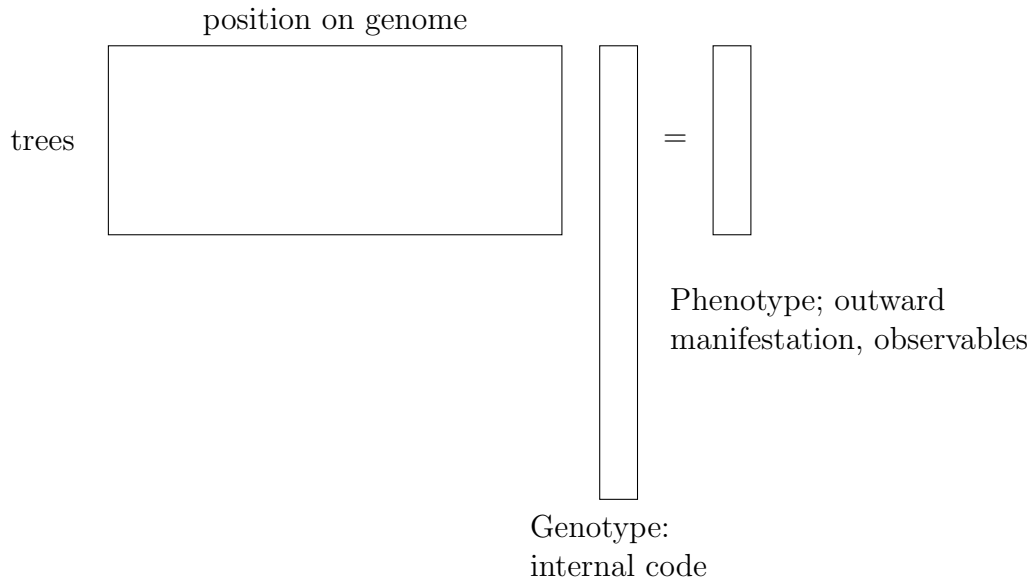 position on genome
trees
=
Phenotype; outward
manifestation, observables
Genotype:
internal code